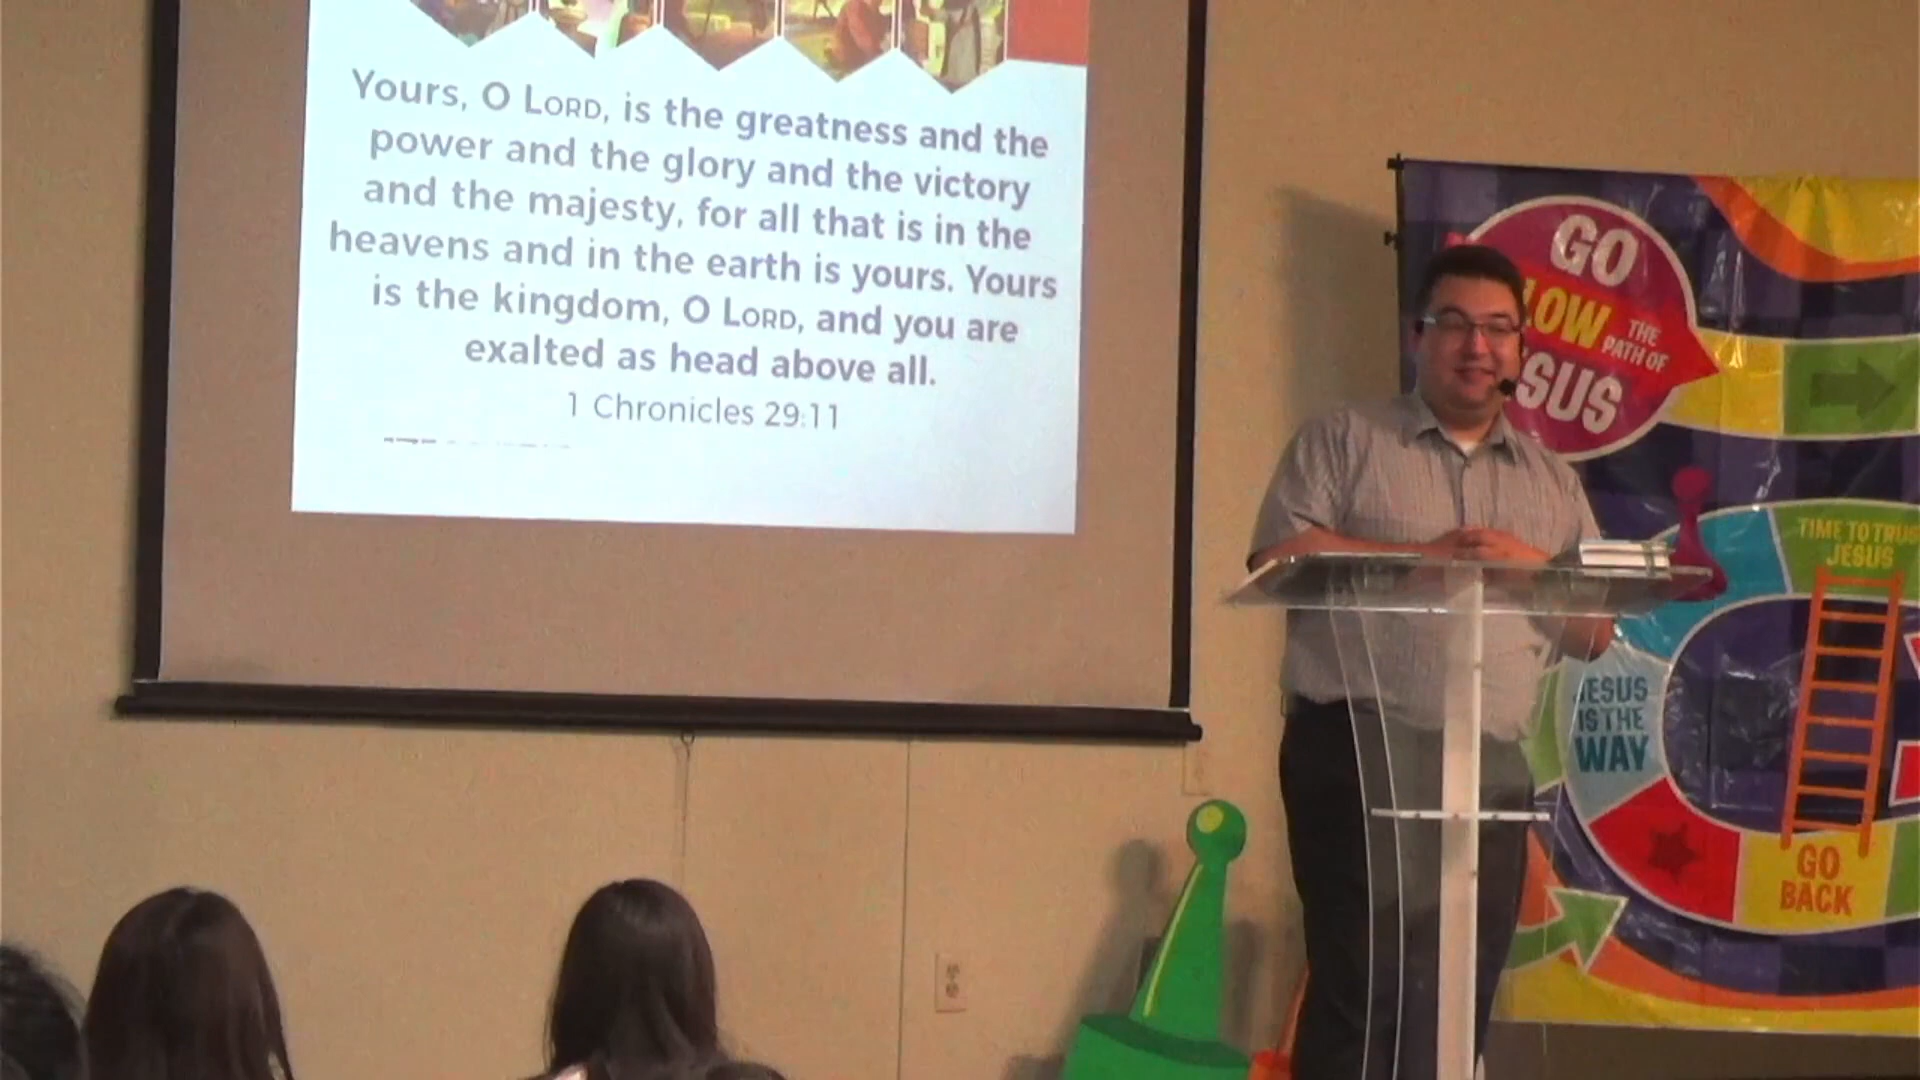 Yours, O LORD, is the greatness and the
power and the glory and the victory
and the majesty, for all that is in the
heavens and in the earth is yours. Yours
is the kingdom, O LORD, and you are
exalted as head above all.
1 Chronicles 29:11
GO
LOW
THE
PATH OF
SUS
TIME TO TRUS
JESUS
JESUS
IS THE
WAY
GO
BACK